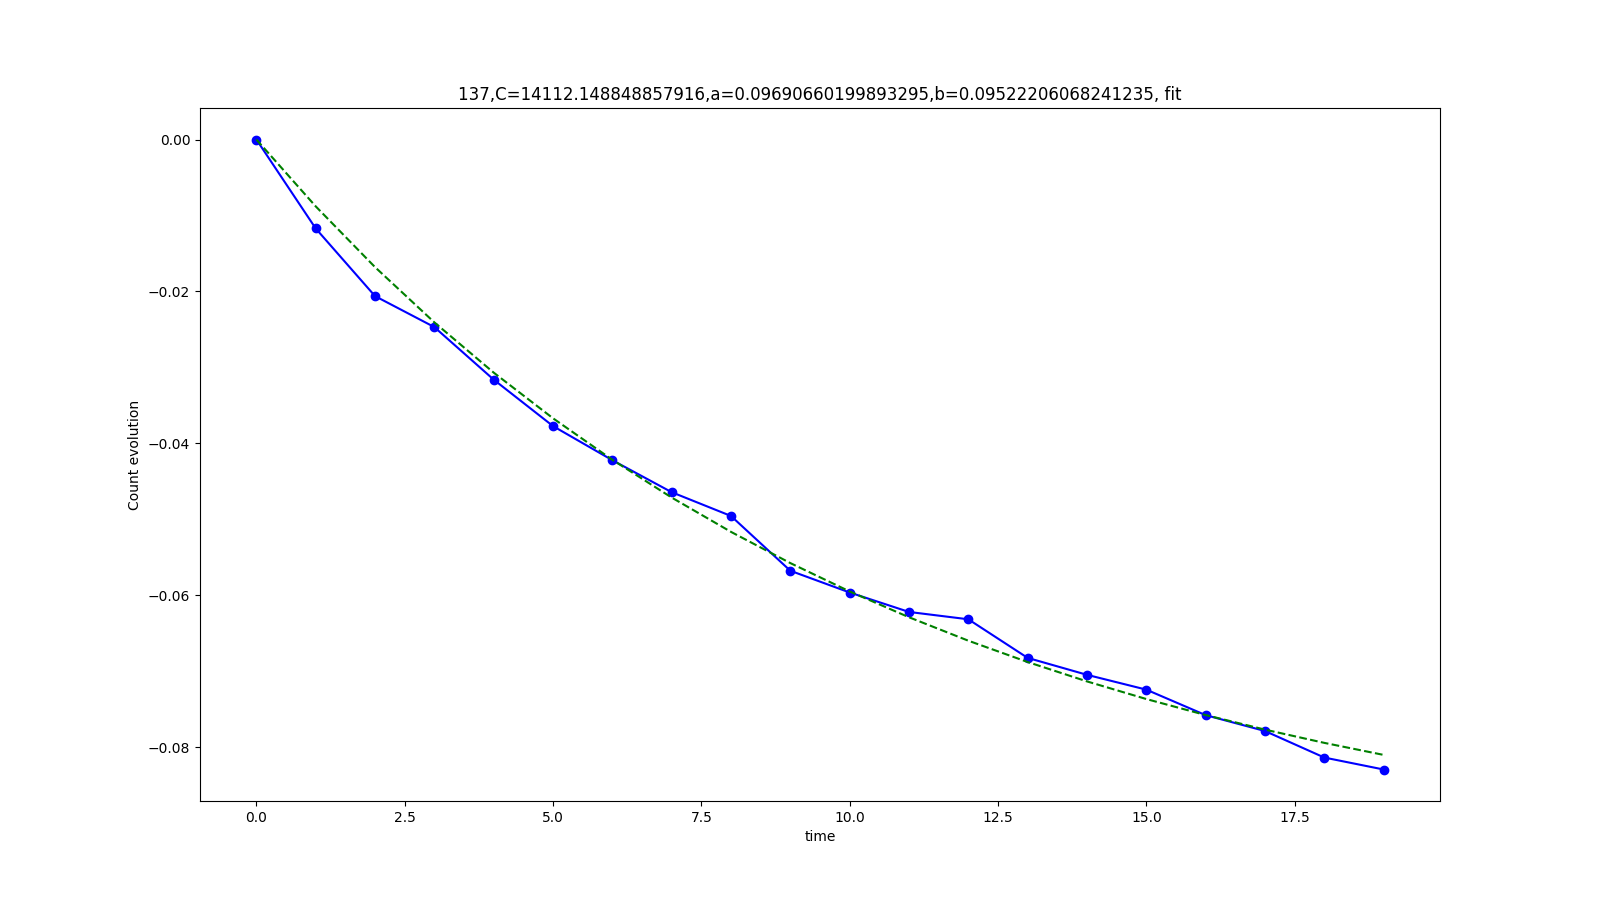 137,C=14112.148848857916,a=0.09690660199893295,b=0.09522206068241235, fit
0.00
−0.02
−0.04
−0.06
−0.08
Count evolution
0.0 2.5 5.0 7.5 10.0 12.5 15.0 17.5
time